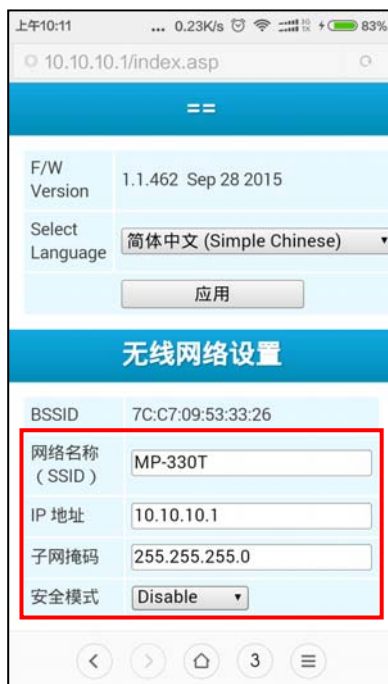 上午10:11 ... 0.23K/s 83%
10.10.10.1/index.asp
==
F/W
Version
1.1.462 Sep 28 2015
Select
Language
简体中文 (Simple Chinese)
应用
无线网络设置
BSSID 7C:C7:09:53:33:26
网络名称
（SSID）
MP-330T
IP 地址 10.10.10.1
子网掩码 255.255.255.0
安全模式 Disable
3